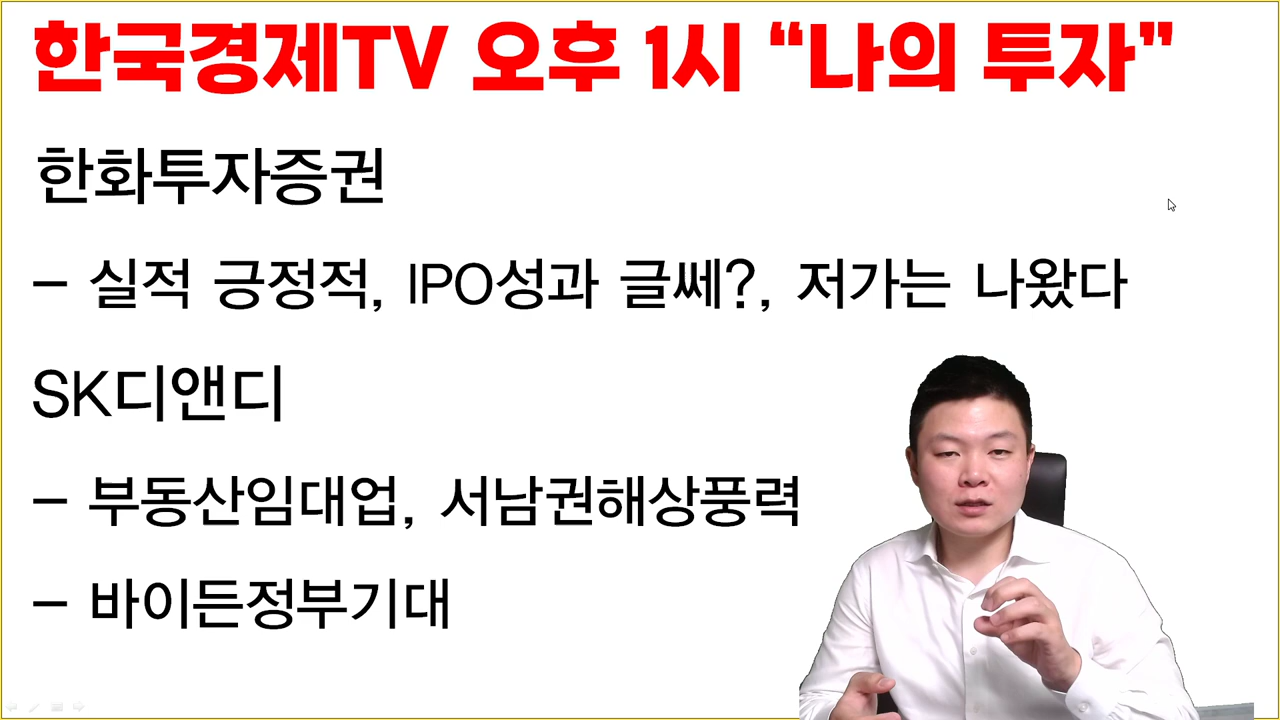 한국경제TV 오후 1시 “나의 투자”
한화투자증권
– 실적 긍정적, IPO성과 글쎄?, 저가는 나왔다
SK디앤디
– 부동산임대업, 서남권해상풍력
– 바이든정부기대